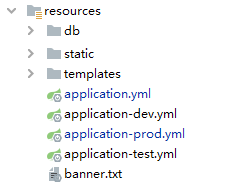 resources
db
static
templates
application.yml
application-dev.yml
application-prod.yml
application-test.yml
banner.txt